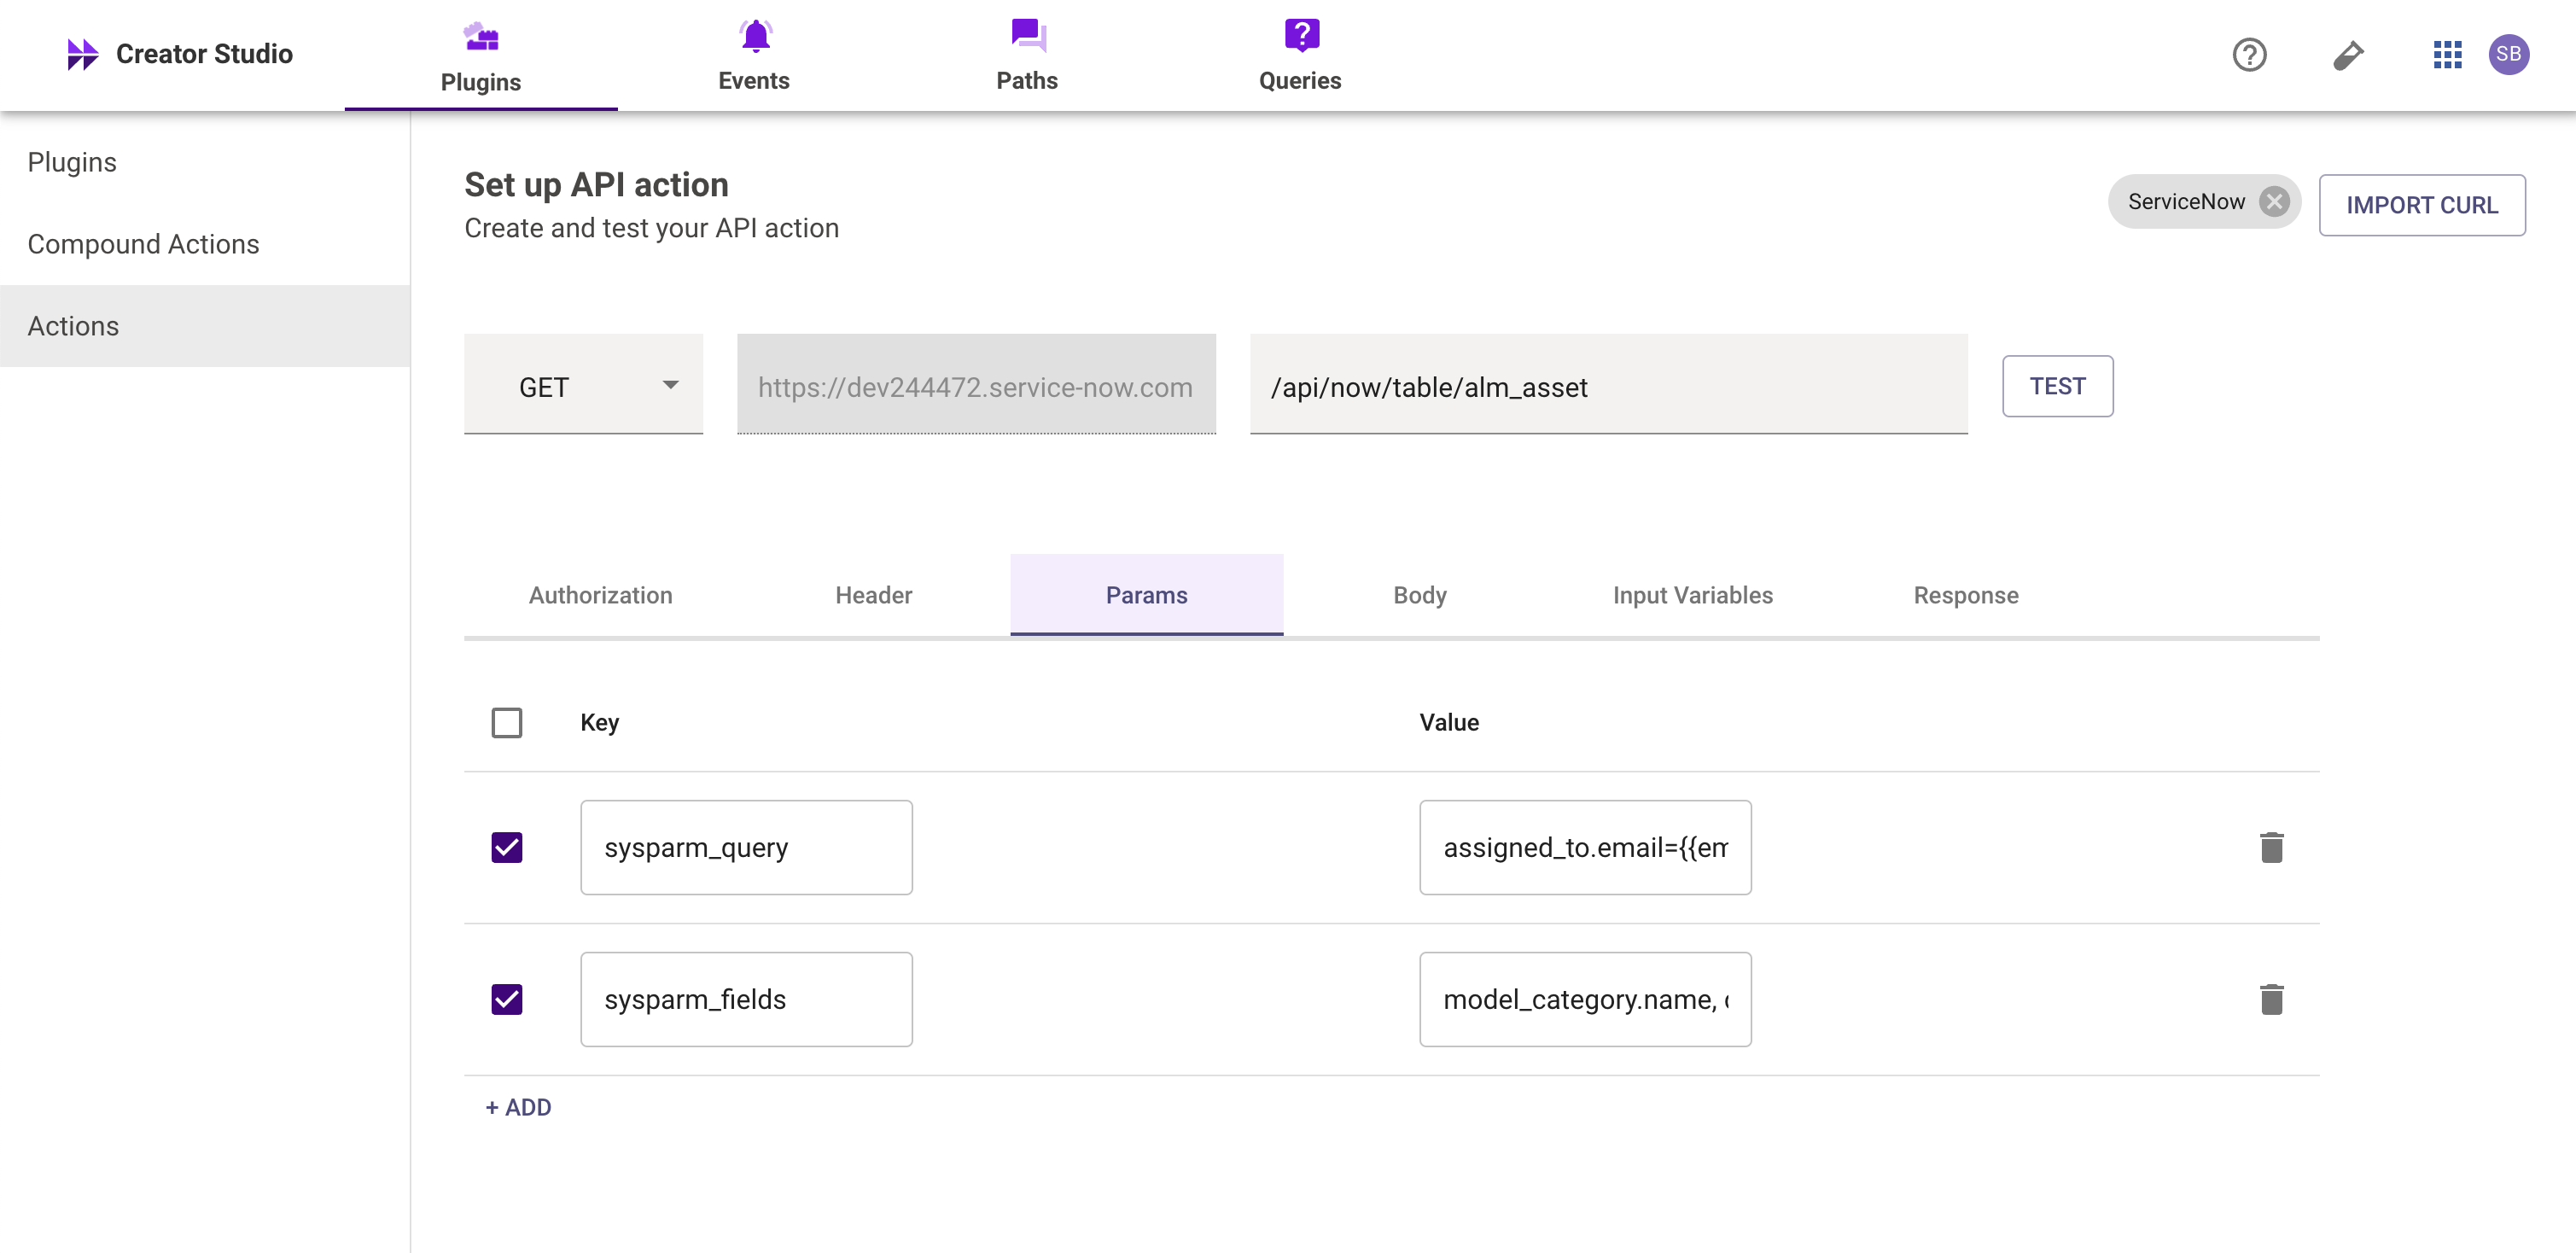 Creator Studio
Plugins
Events
Paths
Queries
?
SB
Plugins
Compound Actions
Actions
Set up API action
Create and test your API action
ServiceNow
IMPORT CURL
GET
https://dev244472.service-now.com
/api/now/table/alm_asset
TEST
Authorization
Header
Params
Body
Input Variables
Response
Key
Value
sysparm_query
assigned_to.email={{em
sysparm_fields
model_category.name,
+ ADD